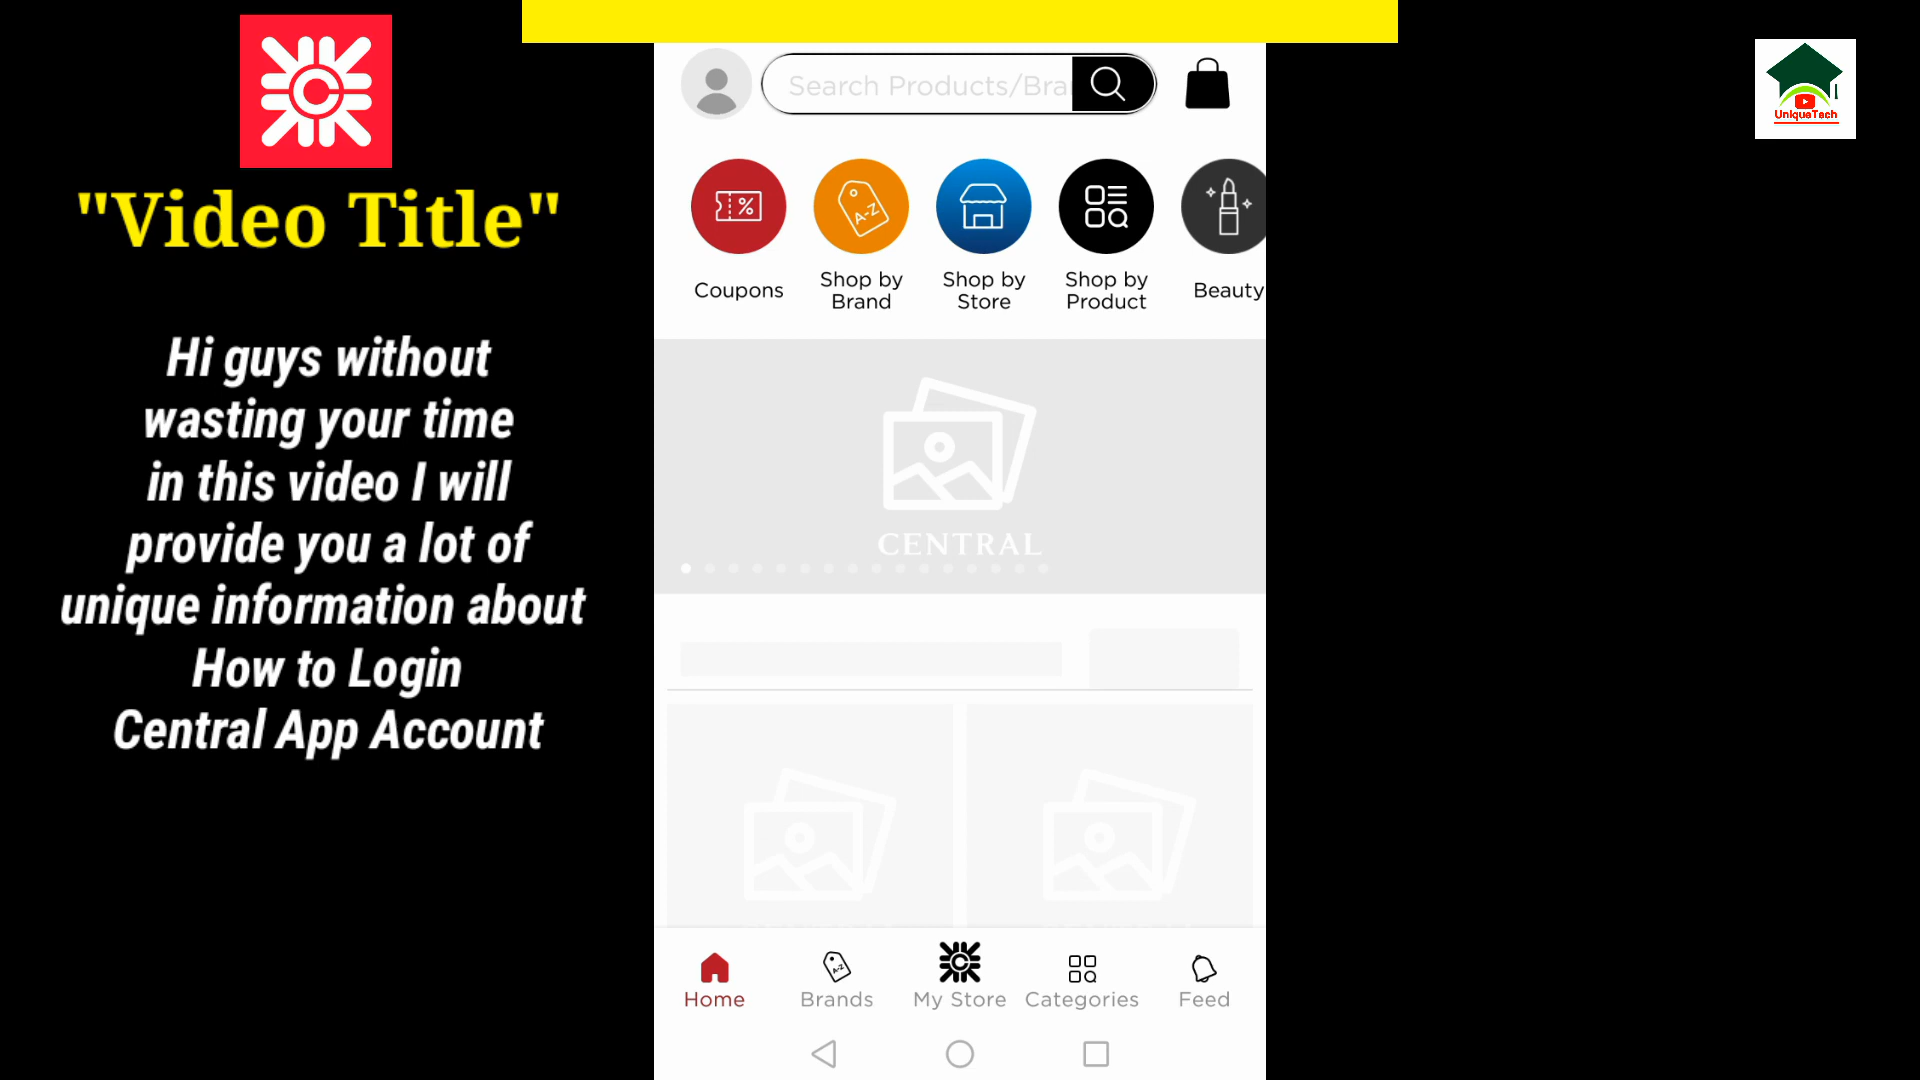 "Video Title"
Hi guys without
wasting your time
in this video I will
provide you a lot of
unique information about
How to Login
Central App Account
Search Products/Bra
Coupons
Shop by
Brand
Shop by
Store
Shop by
Product
Beauty
A-Z
%
CENTRAL
Home
Brands
My Store
Categories
Feed
A-Z
UniqueTech